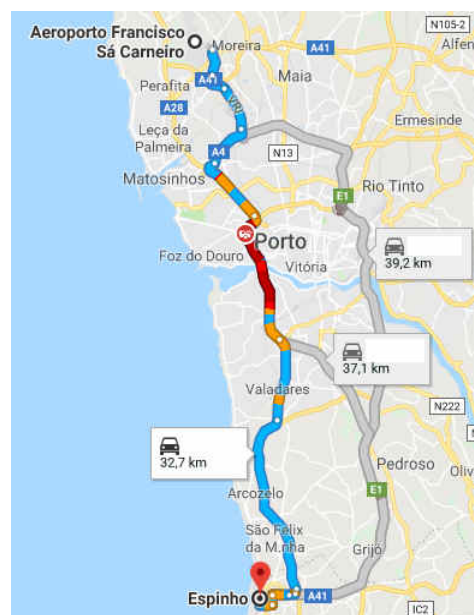 N105-2
Aeroporto Francisco
Sá Carneiro
Moreira
A41
Alfen
Perafita
A41
VRI
Maia
A28
Leça da
Palmeira
Ermesinde
A4
N13
Matosinhos
E1
Rio Tinto
Porto
Foz do Douro
Vitória
39,2 km
37,1 km
Valadares
N222
32,7 km
Pedroso
Oliv
Arcozelo
E1
São Félix
da M.nha
Grijó
Espinho
A41
IC2